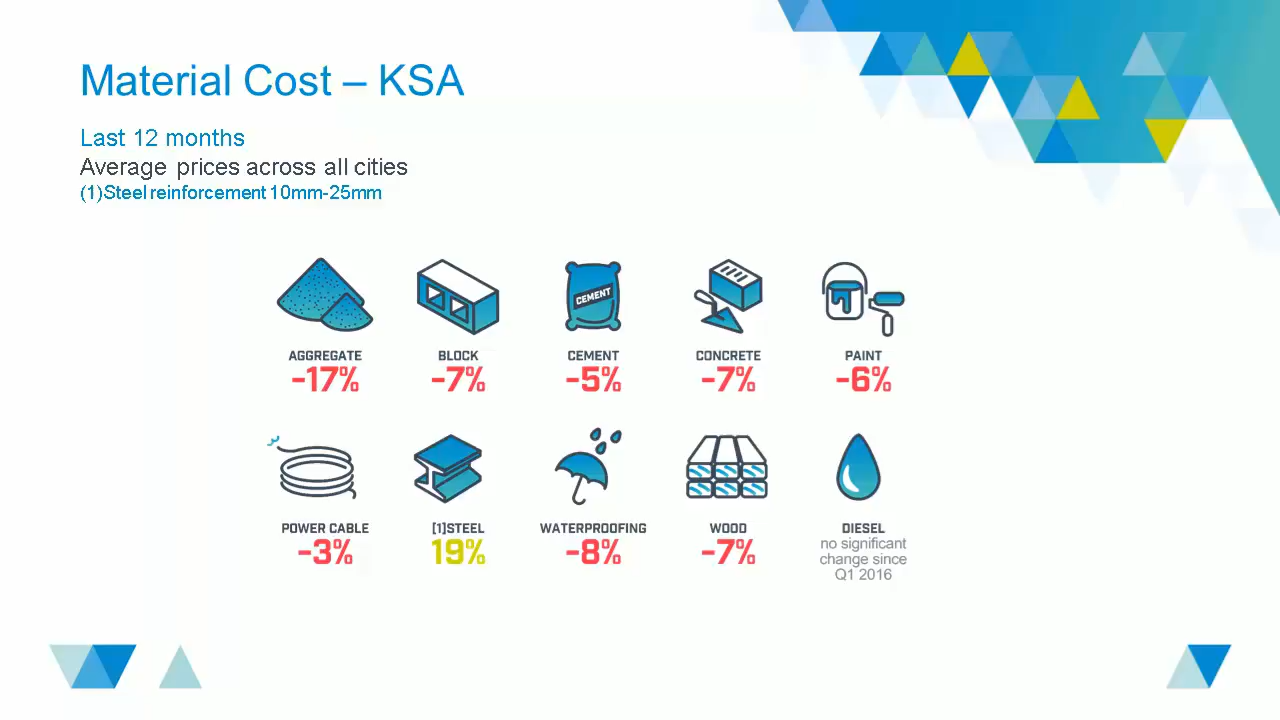 Material Cost – KSA
Last 12 months
Average prices across all cities
(1)Steel reinforcement 10mm-25mm
CEMENT
AGGREGATE
-17%
BLOCK
-7%
CEMENT
-5%
CONCRETE
-7%
PAINT
-6%
POWER CABLE
-3%
[1]STEEL
19%
WATERPROOFING
-8%
WOOD
-7%
DIESEL
no significant
change since
Q1 2016